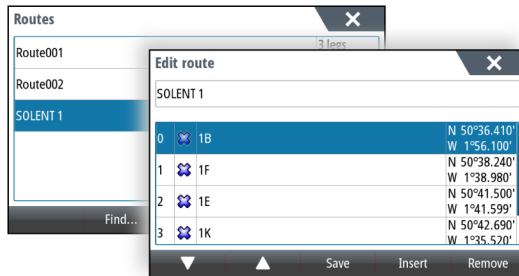 Routes
3 legs
Route001
Route002
SOLENT 1
Find...
Edit route
SOLENT 1
0 1B N 50°36.410'
W 1°56.100'
1 1F N 50°38.240'
W 1°38.980'
2 1E N 50°41.500'
W 1°41.599'
3 1K N 50°42.690'
W 1°35.520'
Save Insert Remove